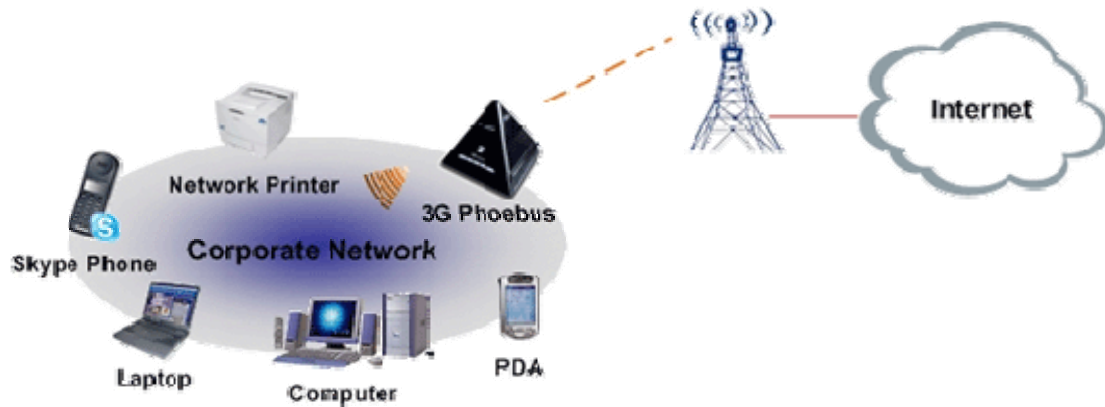 Internet
Network Printer
3G Phoebus
Corporate Network
Skype Phone
S
Laptop
Computer
PDA